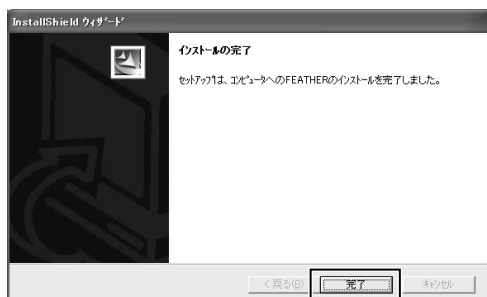 InstallShield ウィザード
インストールの完了
セットアップは、コンピュータへのFEATHERのインストールを完了しました。
< 戻る(B)
完了
キャンセル